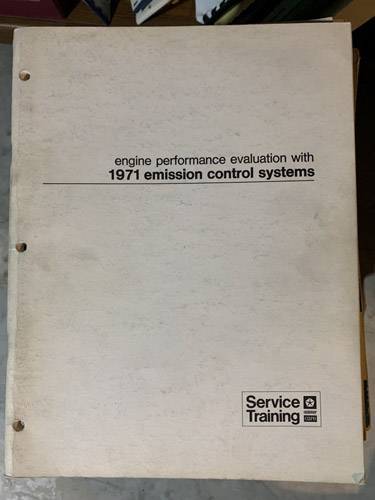 engine performance evaluation with
1971 emission control systems
Service
Training